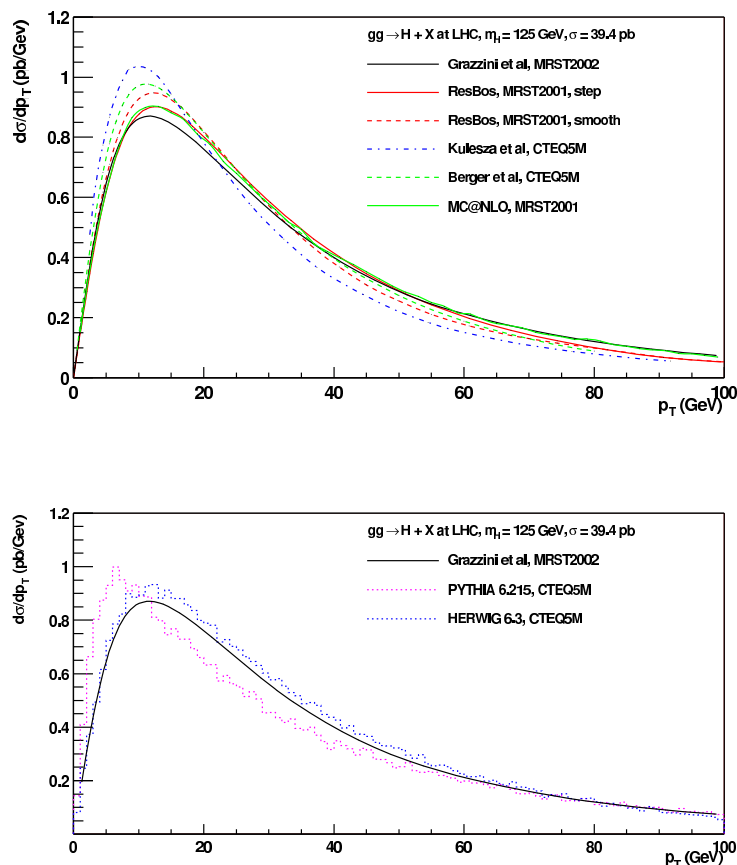 dσ/dp_T (pb/Gev)
gg → H + X at LHC, η_H = 125 GeV, σ = 39.4 pb
Grazzini et al, MRST2002
ResBos, MRST2001, step
ResBos, MRST2001, smooth
Kulesza et al, CTEQ5M
Berger et al, CTEQ5M
MC@NLO, MRST2001
1.2
1
0.8
0.6
0.4
0.2
0
0 20 40 60 80 100
p_T (GeV)
dσ/dp_T (pb/Gev)
gg → H + X at LHC, η_H = 125 GeV, σ = 39.4 pb
Grazzini et al, MRST2002
PYTHIA 6.215, CTEQ5M
HERWIG 6.3, CTEQ5M
1.2
1
0.8
0.6
0.4
0.2
0 20 40 60 80 100
p_T (GeV)